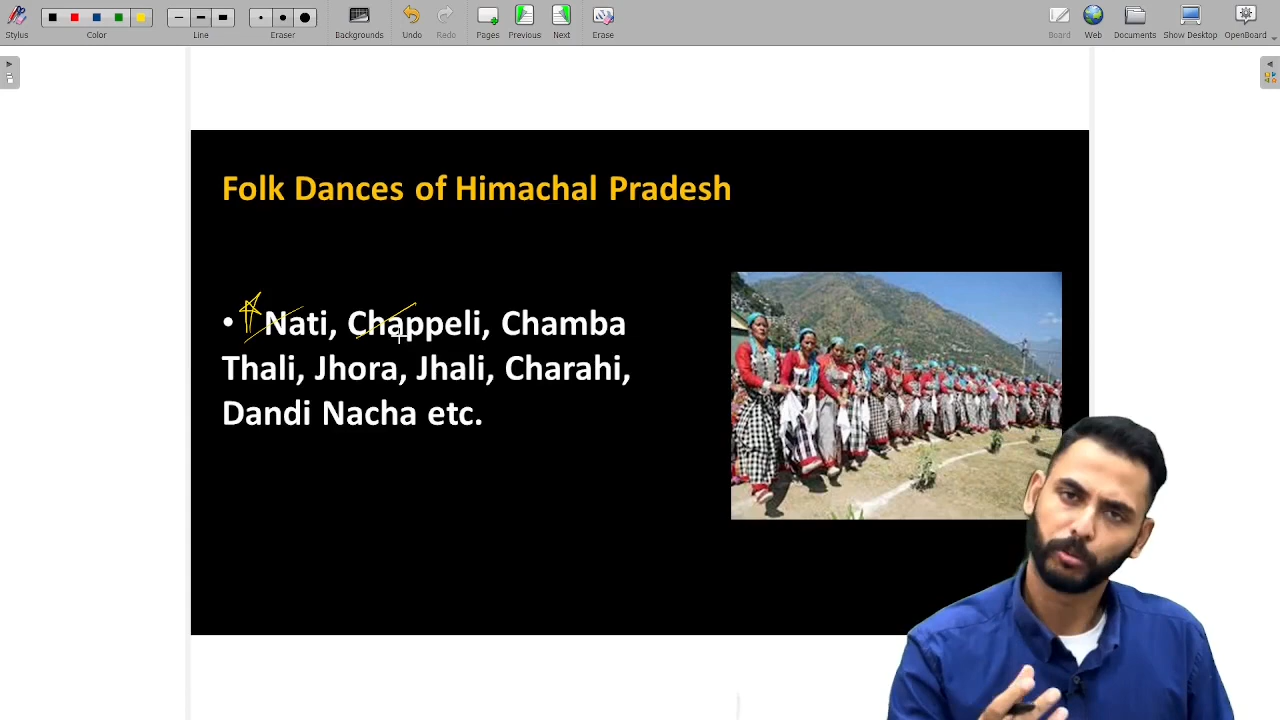 Stylus
Color
Line
Eraser
Backgrounds
Undo
Redo
Pages
Previous
Next
Erase
Board
Web
Documents
Show Desktop
OpenBoard
Folk Dances of Himachal Pradesh
• Nati, Chappeli, Chamba
Thali, Jhora, Jhali, Charahi,
Dandi Nacha etc.